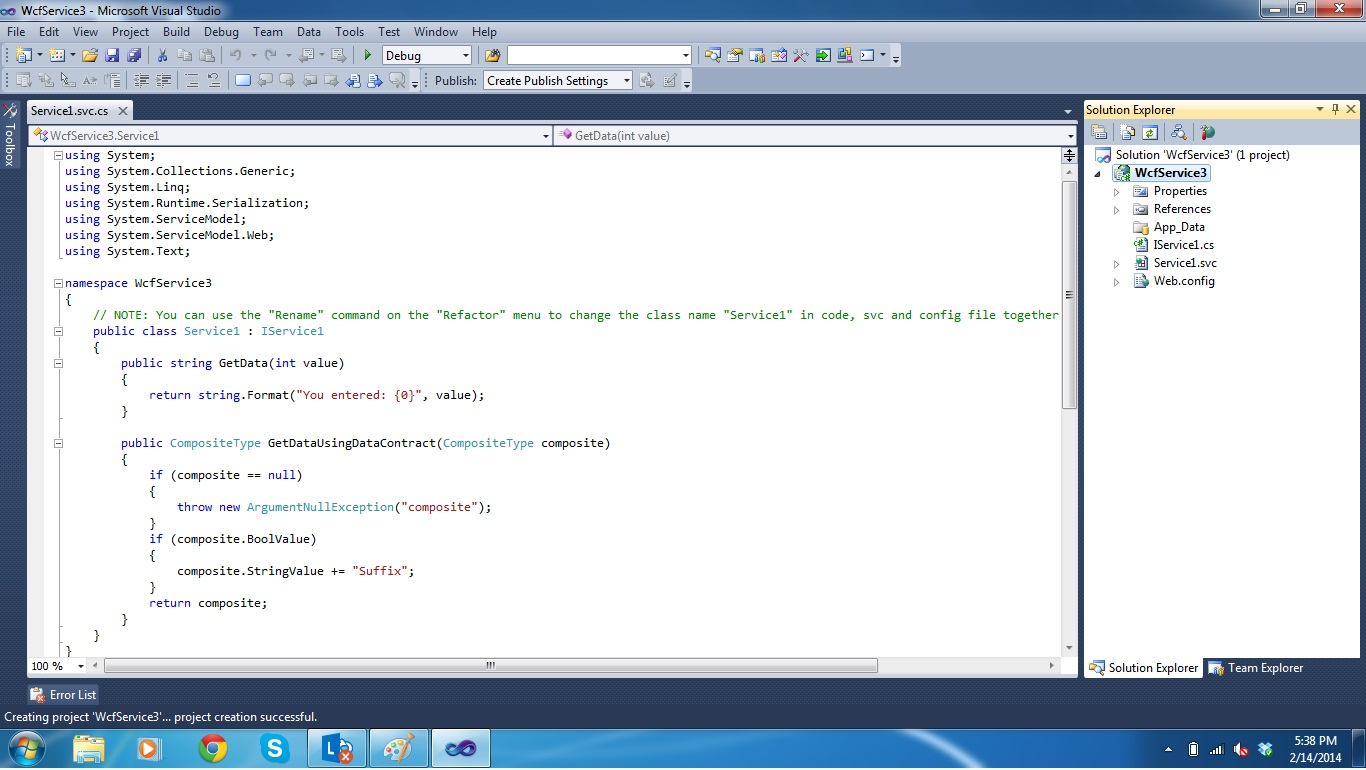 WcfService3 - Microsoft Visual Studio
File Edit View Project Build Debug Team Data Tools Test Window Help
Debug
Publish: Create Publish Settings
Toolbox
Service1.svc.cs
WcfService3.Service1
GetData(int value)
using System;
using System.Collections.Generic;
using System.Linq;
using System.Runtime.Serialization;
using System.ServiceModel;
using System.ServiceModel.Web;
using System.Text;
namespace WcfService3
{
// NOTE: You can use the "Rename" command on the "Refactor" menu to change the class name "Service1" in code, svc and config file together
public class Service1 : IService1
{
public string GetData(int value)
{
return string.Format("You entered: {0}", value);
}
public CompositeType GetDataUsingDataContract(CompositeType composite)
{
if (composite == null)
{
throw new ArgumentNullException("composite");
}
if (composite.BoolValue)
{
composite.StringValue += "Suffix";
}
return composite;
}
}
}
100 %
Solution Explorer
Solution 'WcfService3' (1 project)
WcfService3
Properties
References
App_Data
IService1.cs
Service1.svc
Web.config
Solution Explorer
Team Explorer
Error List
Creating project 'WcfService3'... project creation successful.
5:38 PM
2/14/2014